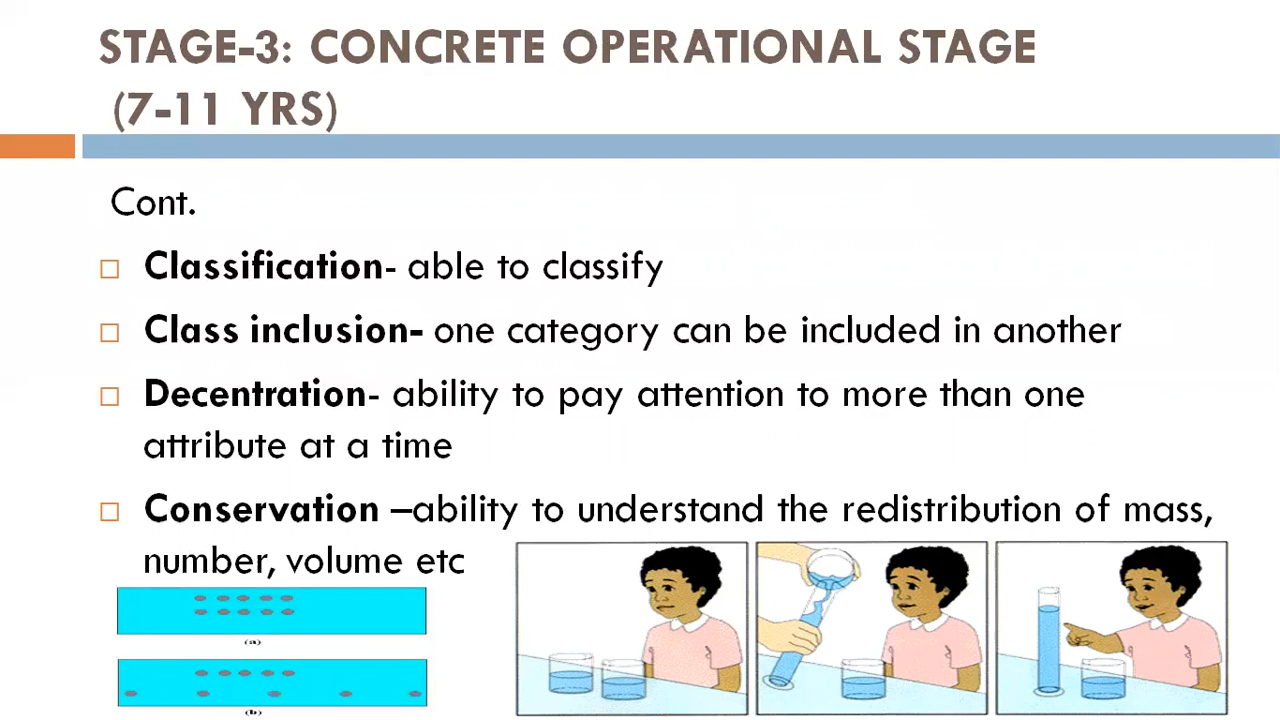 STAGE-3: CONCRETE OPERATIONAL STAGE
(7-11 YRS)
Cont.
Classification- able to classify
Class inclusion- one category can be included in another
Decentration- ability to pay attention to more than one
attribute at a time
Conservation –ability to understand the redistribution of mass,
number, volume etc
(a)
(b)